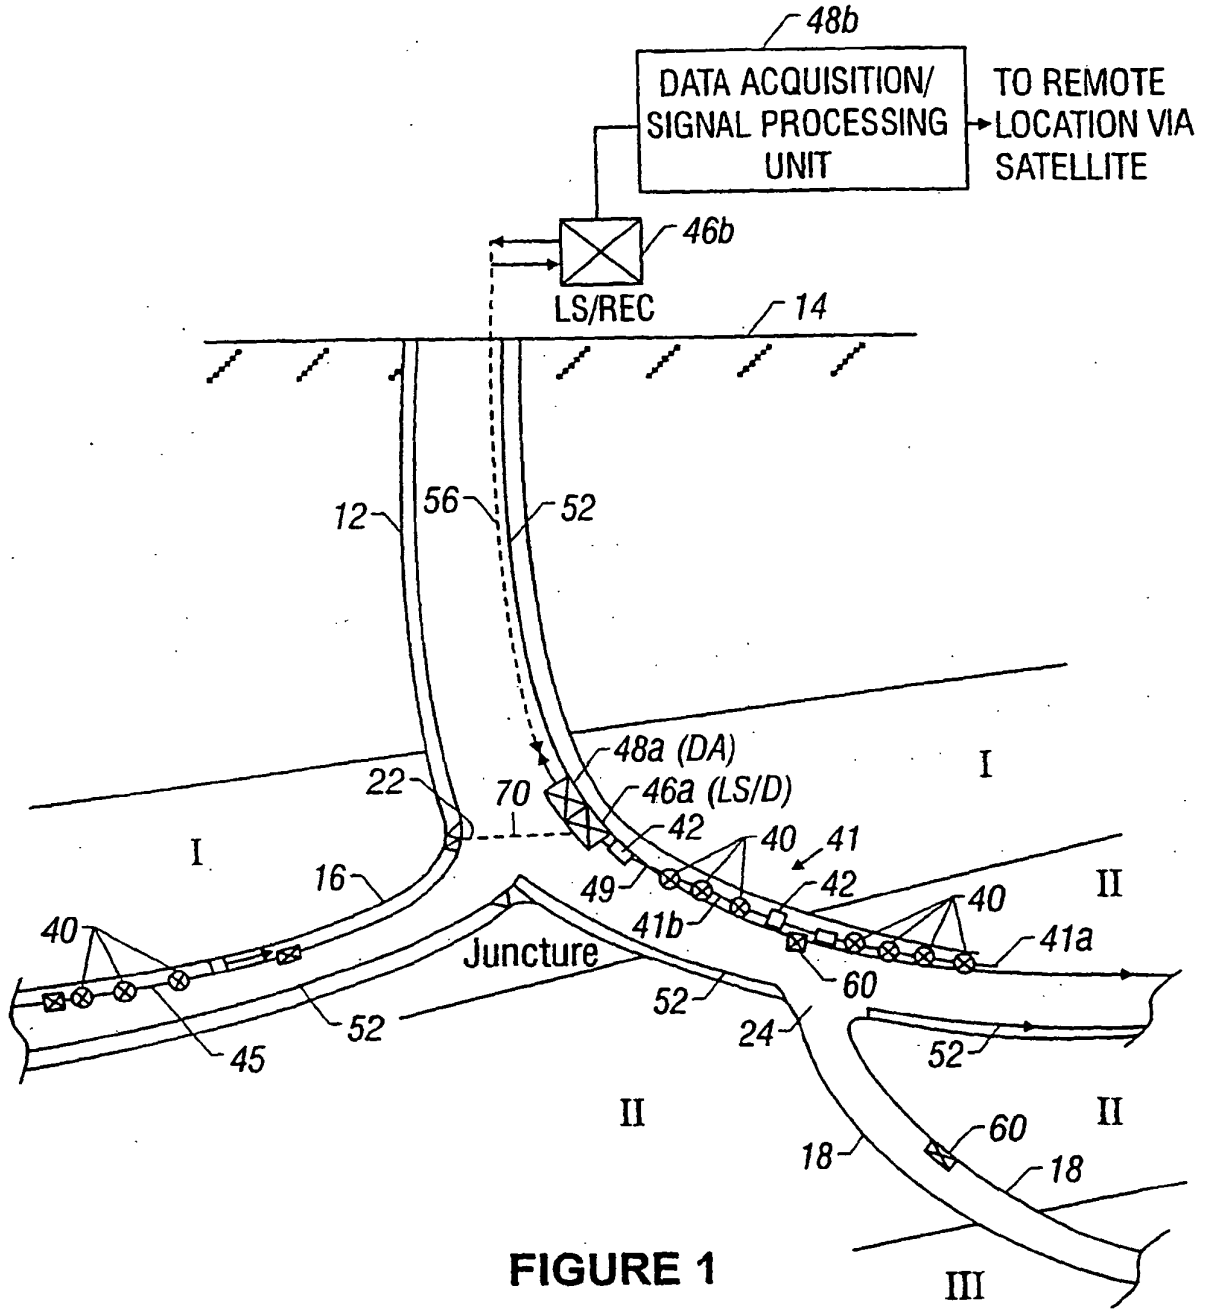 48b
DATA ACQUISITION/
SIGNAL PROCESSING
UNIT
TO REMOTE
LOCATION VIA
SATELLITE
46b
LS/REC
14
12
56
52
48a (DA)
I
22
70
46a (LS/D)
42
40
41
I
16
49
42
II
40
40
41b
41a
Juncture
60
52
52
24
52
45
II
II
60
18
18
FIGURE 1
III